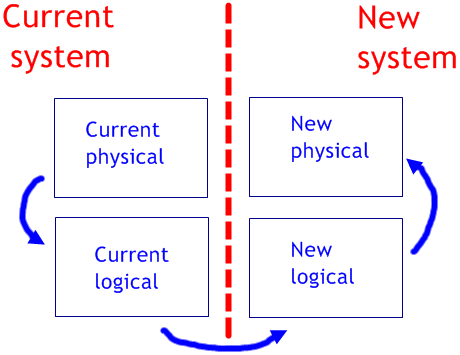 Current
system
New
system
Current
physical
New
physical
Current
logical
New
logical